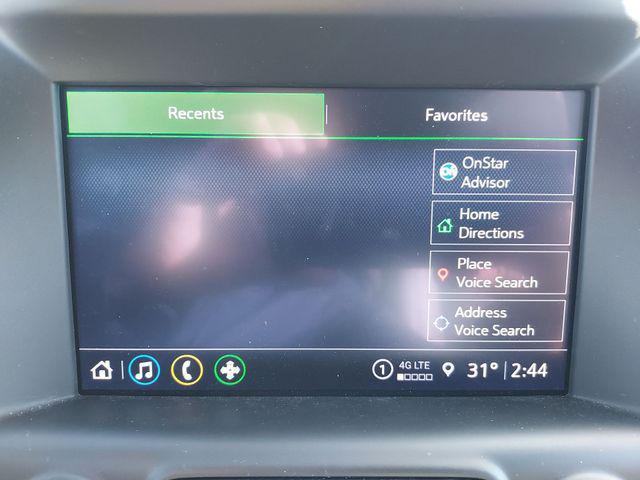 Recents
Favorites
OnStar
Advisor
Home
Directions
Place
Voice Search
Address
Voice Search
1 4G LTE 31° 2:44